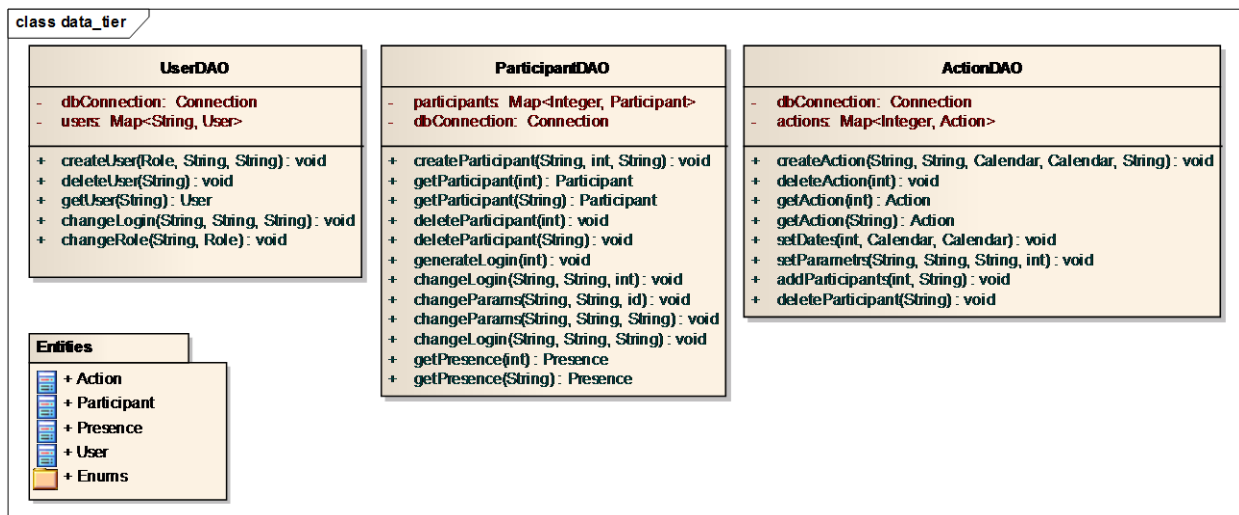 class data_tier
UserDAO
- dbConnection: Connection
- users: Map<String, User>
+ createUser(Role, String, String) : void
+ deleteUser(String) : void
+ getUser(String) : User
+ changeLogin(String, String, String) : void
+ changeRole(String, Role) : void
ParticipantDAO
- participants: Map<Integer, Participant>
- dbConnection: Connection
+ createParticipant(String, int, String) : void
+ getParticipant(int) : Participant
+ getParticipant(String) : Participant
+ deleteParticipant(int) : void
+ deleteParticipant(String) : void
+ generateLogin(int) : void
+ changeLogin(String, String, int) : void
+ changeParams(String, String, id) : void
+ changeParams(String, String, String) : void
+ changeLogin(String, String, String) : void
+ getPresence(int) : Presence
+ getPresence(String) : Presence
ActionDAO
- dbConnection: Connection
- actions: Map<Integer, Action>
+ createAction(String, String, Calendar, Calendar, String) : void
+ deleteAction(int) : void
+ getAction(int) : Action
+ getAction(String) : Action
+ setDates(int, Calendar, Calendar) : void
+ setParametrs(String, String, String, int) : void
+ addParticipants(int, String) : void
+ deleteParticipant(String) : void
Entities
+ Action
+ Participant
+ Presence
+ User
+ Enums